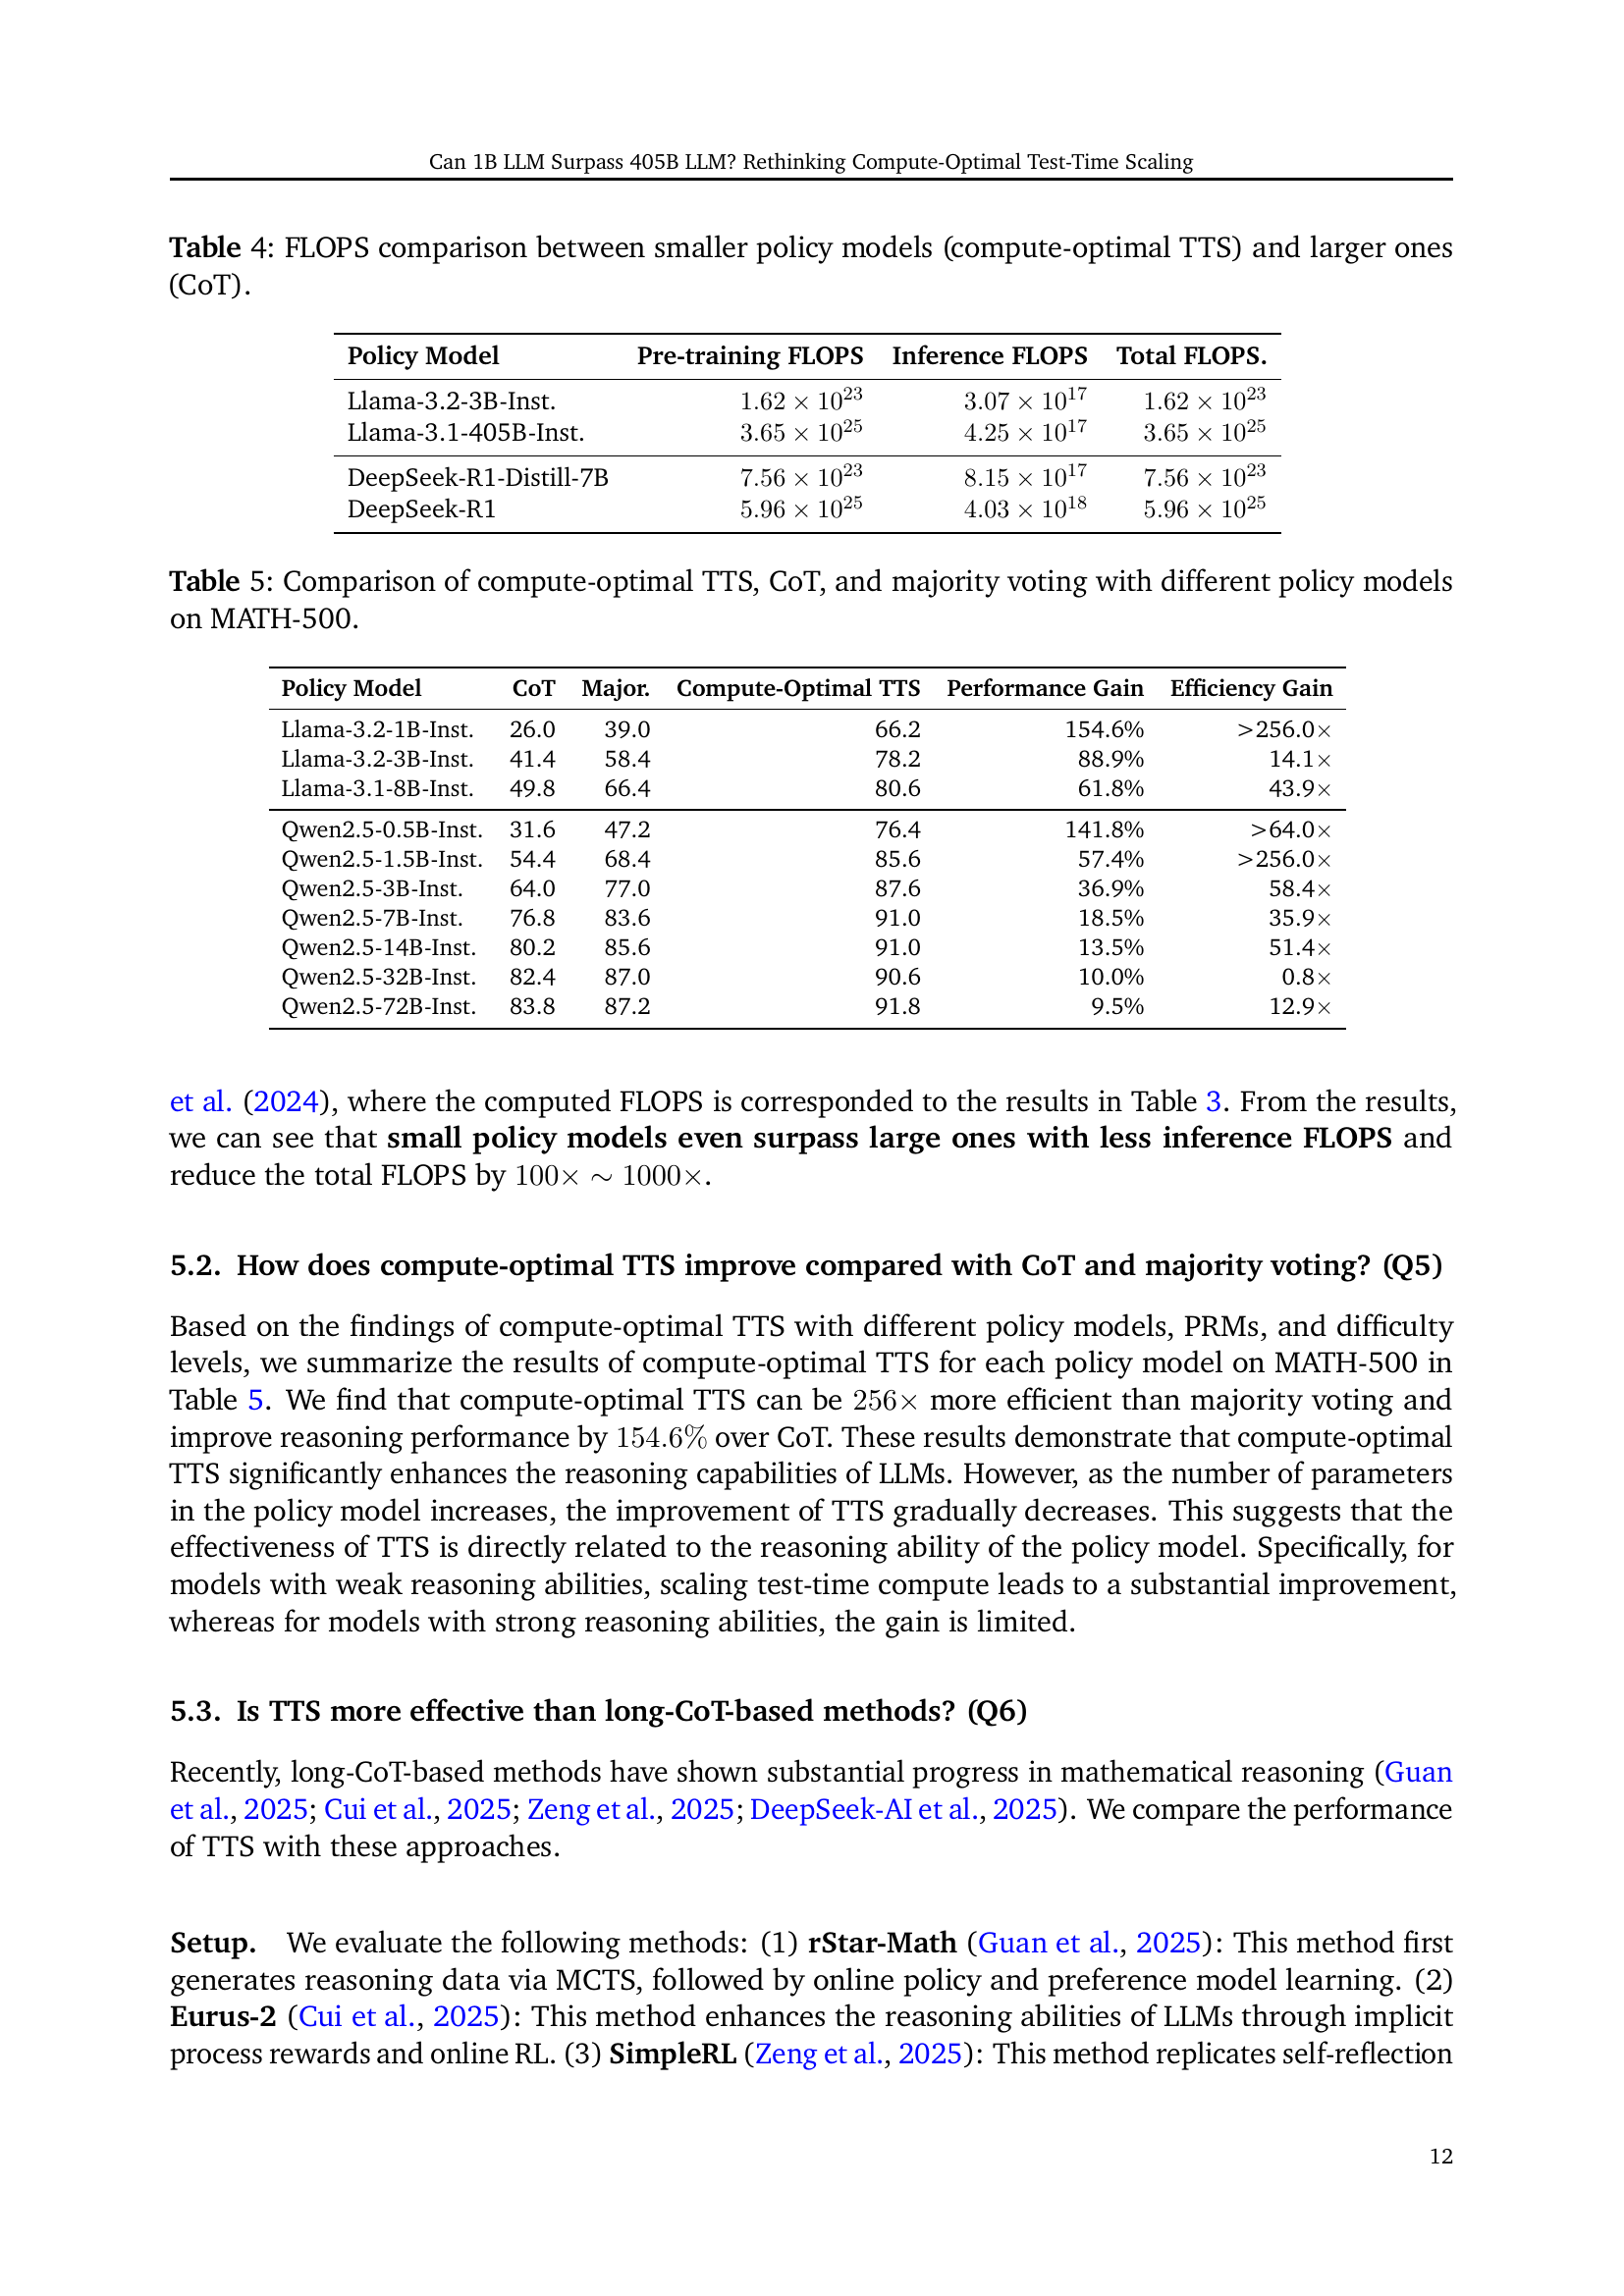 Can 1B LLM Surpass 405B LLM? Rethinking Compute-Optimal Test-Time Scaling
Table 4: FLOPS comparison between smaller policy models (compute-optimal TTS) and larger ones
(CoT).
Policy Model Pre-training FLOPS Inference FLOPS Total FLOPS.
Llama-3.2-3B-Inst. 1.62 × 10^23 3.07 × 10^17 1.62 × 10^23
Llama-3.1-405B-Inst. 3.65 × 10^25 4.25 × 10^17 3.65 × 10^25
DeepSeek-R1-Distill-7B 7.56 × 10^23 8.15 × 10^17 7.56 × 10^23
DeepSeek-R1 5.96 × 10^25 4.03 × 10^18 5.96 × 10^25
Table 5: Comparison of compute-optimal TTS, CoT, and majority voting with different policy models
on MATH-500.
Policy Model CoT Major. Compute-Optimal TTS Performance Gain Efficiency Gain
Llama-3.2-1B-Inst. 26.0 39.0 66.2 154.6% >256.0×
Llama-3.2-3B-Inst. 41.4 58.4 78.2 88.9% 14.1×
Llama-3.1-8B-Inst. 49.8 66.4 80.6 61.8% 43.9×
Qwen2.5-0.5B-Inst. 31.6 47.2 76.4 141.8% >64.0×
Qwen2.5-1.5B-Inst. 54.4 68.4 85.6 57.4% >256.0×
Qwen2.5-3B-Inst. 64.0 77.0 87.6 36.9% 58.4×
Qwen2.5-7B-Inst. 76.8 83.6 91.0 18.5% 35.9×
Qwen2.5-14B-Inst. 80.2 85.6 91.0 13.5% 51.4×
Qwen2.5-32B-Inst. 82.4 87.0 90.6 10.0% 0.8×
Qwen2.5-72B-Inst. 83.8 87.2 91.8 9.5% 12.9×
et al. (2024), where the computed FLOPS is corresponded to the results in Table 3. From the results,
we can see that small policy models even surpass large ones with less inference FLOPS and
reduce the total FLOPS by 100× ∼ 1000×.
5.2. How does compute-optimal TTS improve compared with CoT and majority voting? (Q5)
Based on the findings of compute-optimal TTS with different policy models, PRMs, and difficulty
levels, we summarize the results of compute-optimal TTS for each policy model on MATH-500 in
Table 5. We find that compute-optimal TTS can be 256× more efficient than majority voting and
improve reasoning performance by 154.6% over CoT. These results demonstrate that compute-optimal
TTS significantly enhances the reasoning capabilities of LLMs. However, as the number of parameters
in the policy model increases, the improvement of TTS gradually decreases. This suggests that the
effectiveness of TTS is directly related to the reasoning ability of the policy model. Specifically, for
models with weak reasoning abilities, scaling test-time compute leads to a substantial improvement,
whereas for models with strong reasoning abilities, the gain is limited.
5.3. Is TTS more effective than long-CoT-based methods? (Q6)
Recently, long-CoT-based methods have shown substantial progress in mathematical reasoning (Guan
et al., 2025; Cui et al., 2025; Zeng et al., 2025; DeepSeek-AI et al., 2025). We compare the performance
of TTS with these approaches.
Setup. We evaluate the following methods: (1) rStar-Math (Guan et al., 2025): This method first
generates reasoning data via MCTS, followed by online policy and preference model learning. (2)
Eurus-2 (Cui et al., 2025): This method enhances the reasoning abilities of LLMs through implicit
process rewards and online RL. (3) SimpleRL (Zeng et al., 2025): This method replicates self-reflection
12